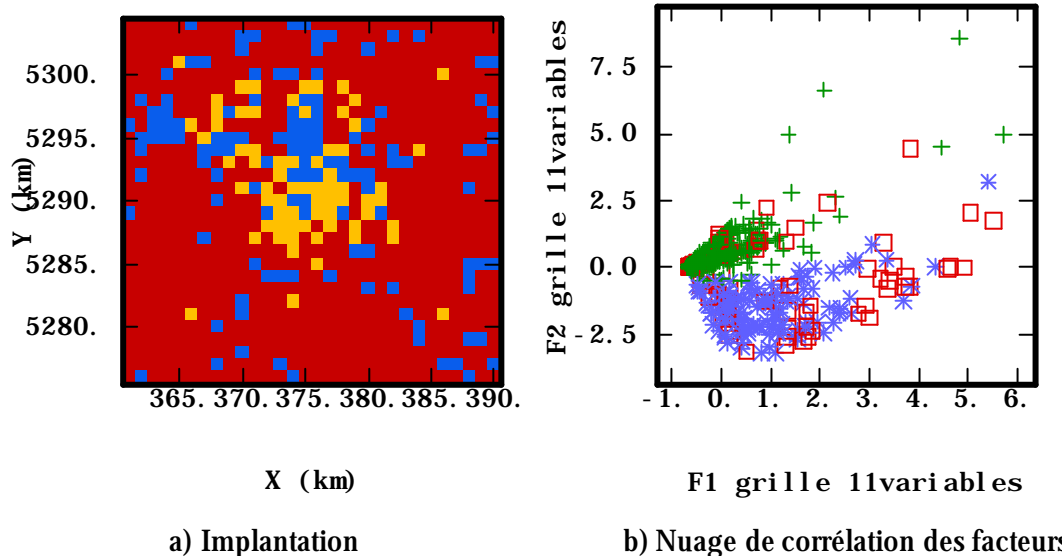 5300.
5295.
5290.
5285.
5280.
Y (km)
365. 370. 375. 380. 385. 390.
X (km)
a) Implantation
7.5
5.0
2.5
0.0
-2.5
F2 grille 11variables
-1. 0. 1. 2. 3. 4. 5. 6.
F1 grille 11variables
b) Nuage de corrélation des facteurs